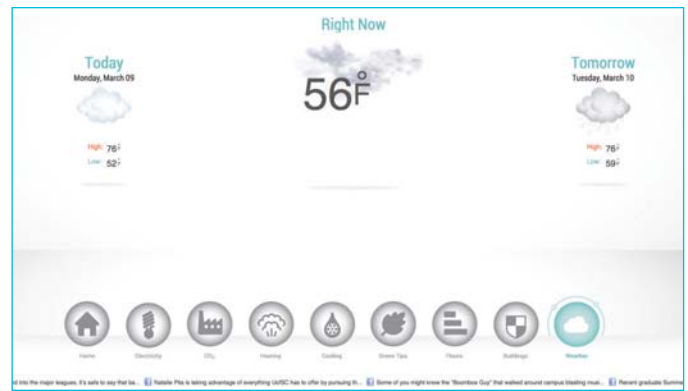 Right Now
56°F
Today
Monday, March 09
High: 76°F
Low: 52°F
Tomorrow
Tuesday, March 10
High: 76°F
Low: 59°F
Home
Electricity
CO₂
Heating
Cooling
Green Tips
Floors
Buildings
Weather
d into the major leagues, it's safe to say that ba... Natalie Pita is taking advantage of everything UofSC has to offer by pursuing th... Some of you might know the "Boombox Guy" that walked around campus blasting musi... Recent graduate Summer